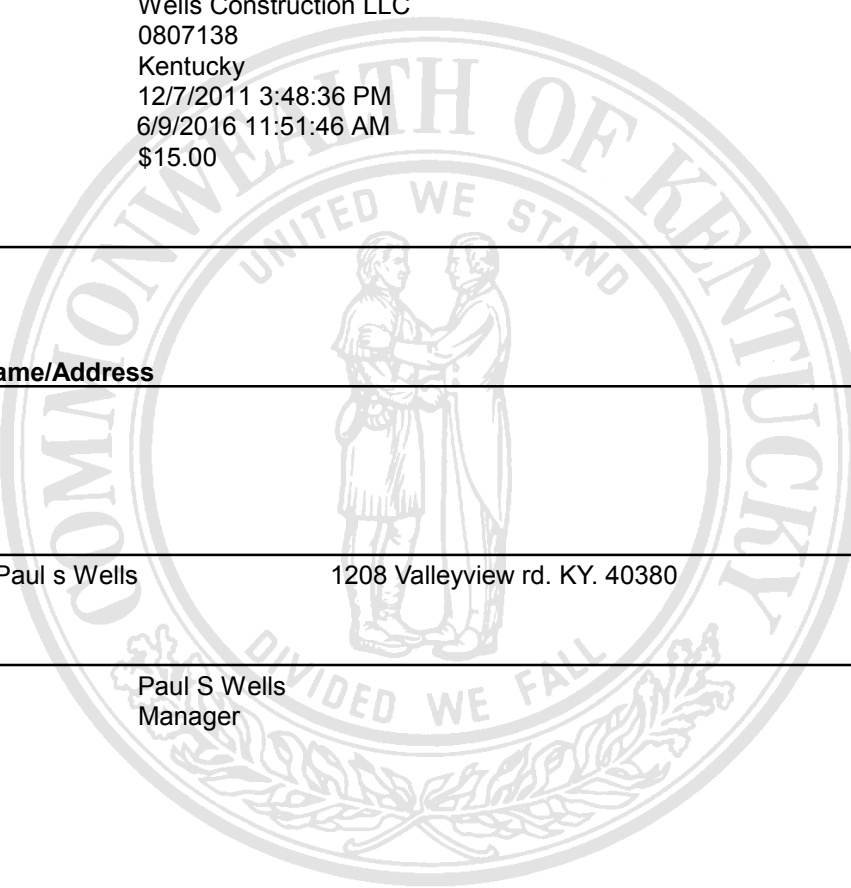 Wells Construction LLC
0807138
Kentucky
12/7/2011 3:48:36 PM
6/9/2016 11:51:46 AM
$15.00
ame/Address
Paul s Wells 1208 Valleyview rd. KY. 40380
Paul S Wells
Manager
COMMONWEALTH OF KENTUCKY
UNITED WE STAND
DIVIDED WE FALL